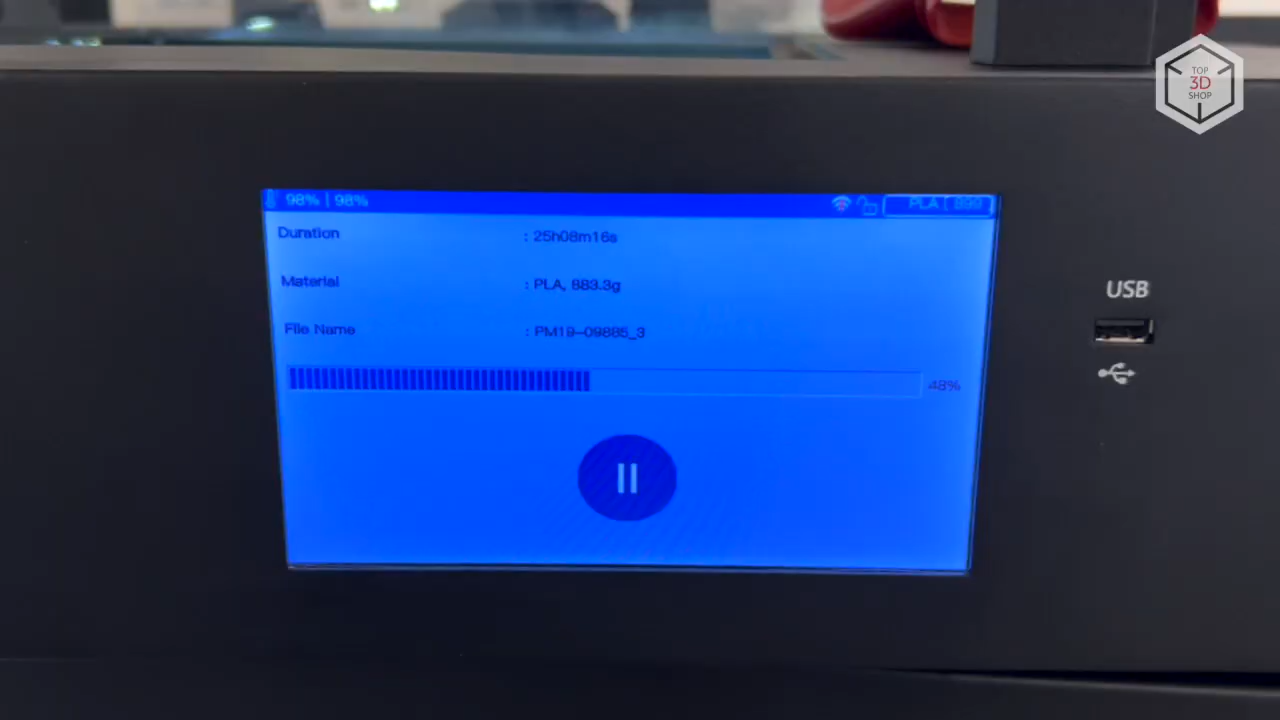 TOP
3D
SHOP
98% | 98%
PLA
Duration : 25h08m16s
USB
Material : PLA, 883.3g
File Name : PM19-09885_3
48%